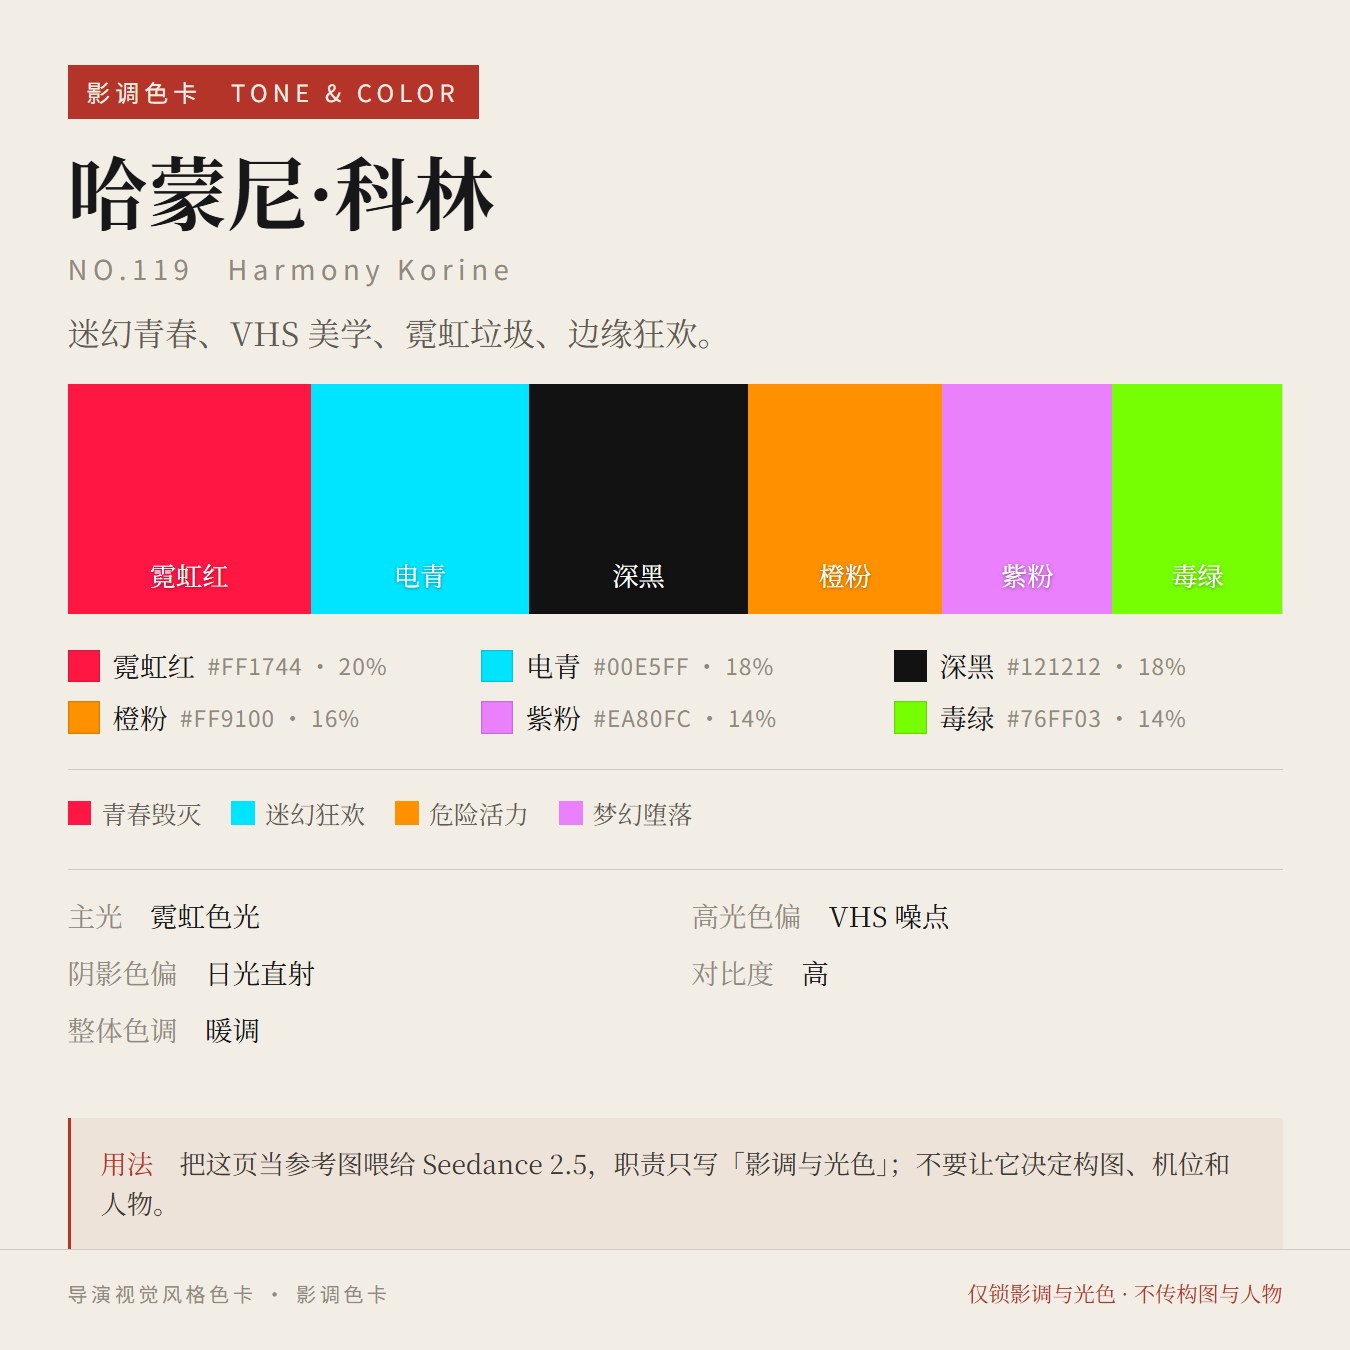 影调色卡 TONE & COLOR
哈蒙尼·科林
NO.119 Harmony Korine
迷幻青春、VHS 美学、霓虹垃圾、边缘狂欢。
霓虹红 电青 深黑 橙粉 紫粉 毒绿
霓虹红 #FF1744 • 20% 电青 #00E5FF • 18% 深黑 #121212 • 18%
橙粉 #FF9100 • 16% 紫粉 #EA80FC • 14% 毒绿 #76FF03 • 14%
青春毁灭 迷幻狂欢 危险活力 梦幻堕落
主光 霓虹色光 高光色偏 VHS 噪点
阴影色偏 日光直射 对比度 高
整体色调 暖调
用法 把这页当参考图喂给 Seedance 2.5，职责只写「影调与光色」；不要让它决定构图、机位和
人物。
导演视觉风格色卡 • 影调色卡 仅锁影调与光色 · 不传构图与人物